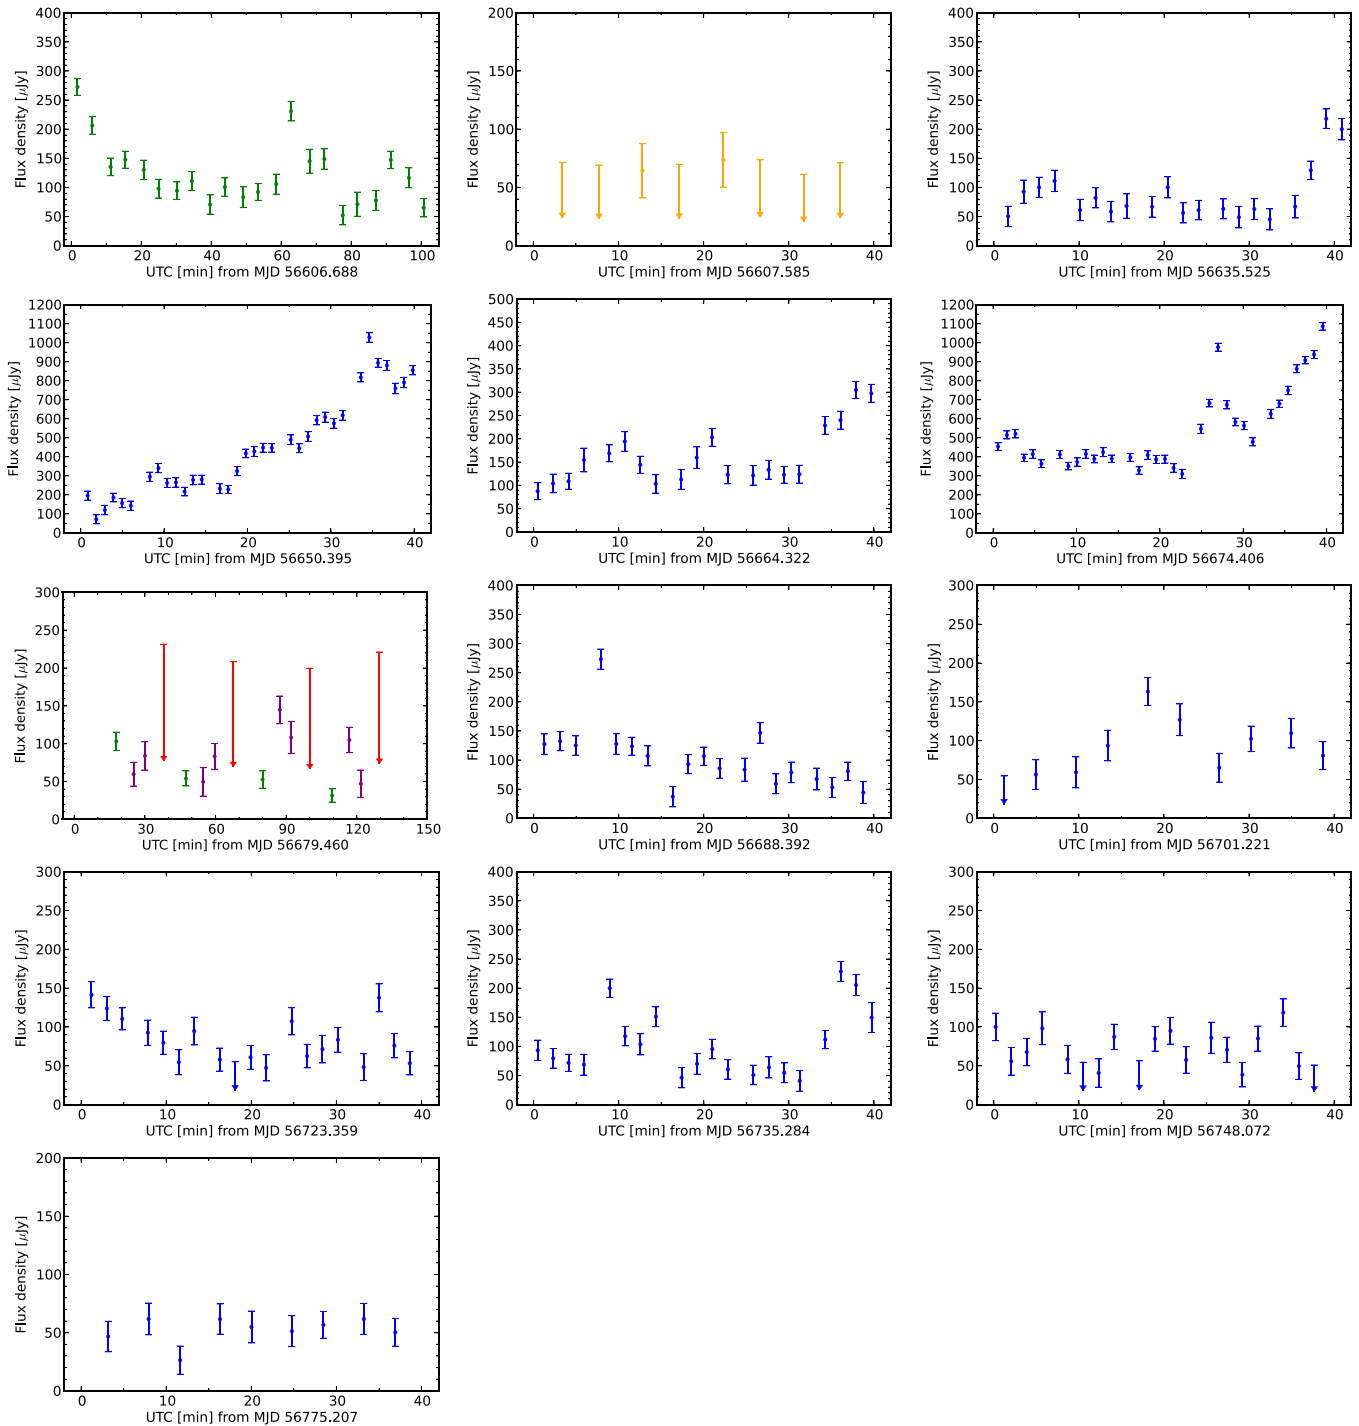 400
350
300
250
200
150
100
50
0
Flux density [μJy]
0 20 40 60 80 100
UTC [min] from MJD 56606.688
200
150
100
50
0
Flux density [μJy]
0 10 20 30 40
UTC [min] from MJD 56607.585
400
350
300
250
200
150
100
50
0
Flux density [μJy]
0 10 20 30 40
UTC [min] from MJD 56635.525
1200
1100
1000
900
800
700
600
500
400
300
200
100
0
Flux density [μJy]
0 10 20 30 40
UTC [min] from MJD 56650.395
500
450
400
350
300
250
200
150
100
50
0
Flux density [μJy]
0 10 20 30 40
UTC [min] from MJD 56664.322
1200
1100
1000
900
800
700
600
500
400
300
200
100
0
Flux density [μJy]
0 10 20 30 40
UTC [min] from MJD 56674.406
300
250
200
150
100
50
0
Flux density [μJy]
0 30 60 90 120 150
UTC [min] from MJD 56679.460
400
350
300
250
200
150
100
50
0
Flux density [μJy]
0 10 20 30 40
UTC [min] from MJD 56688.392
300
250
200
150
100
50
0
Flux density [μJy]
0 10 20 30 40
UTC [min] from MJD 56701.221
300
250
200
150
100
50
0
Flux density [μJy]
0 10 20 30 40
UTC [min] from MJD 56723.359
400
350
300
250
200
150
100
50
0
Flux density [μJy]
0 10 20 30 40
UTC [min] from MJD 56735.284
300
250
200
150
100
50
0
Flux density [μJy]
0 10 20 30 40
UTC [min] from MJD 56748.072
200
150
100
50
0
Flux density [μJy]
0 10 20 30 40
UTC [min] from MJD 56775.207